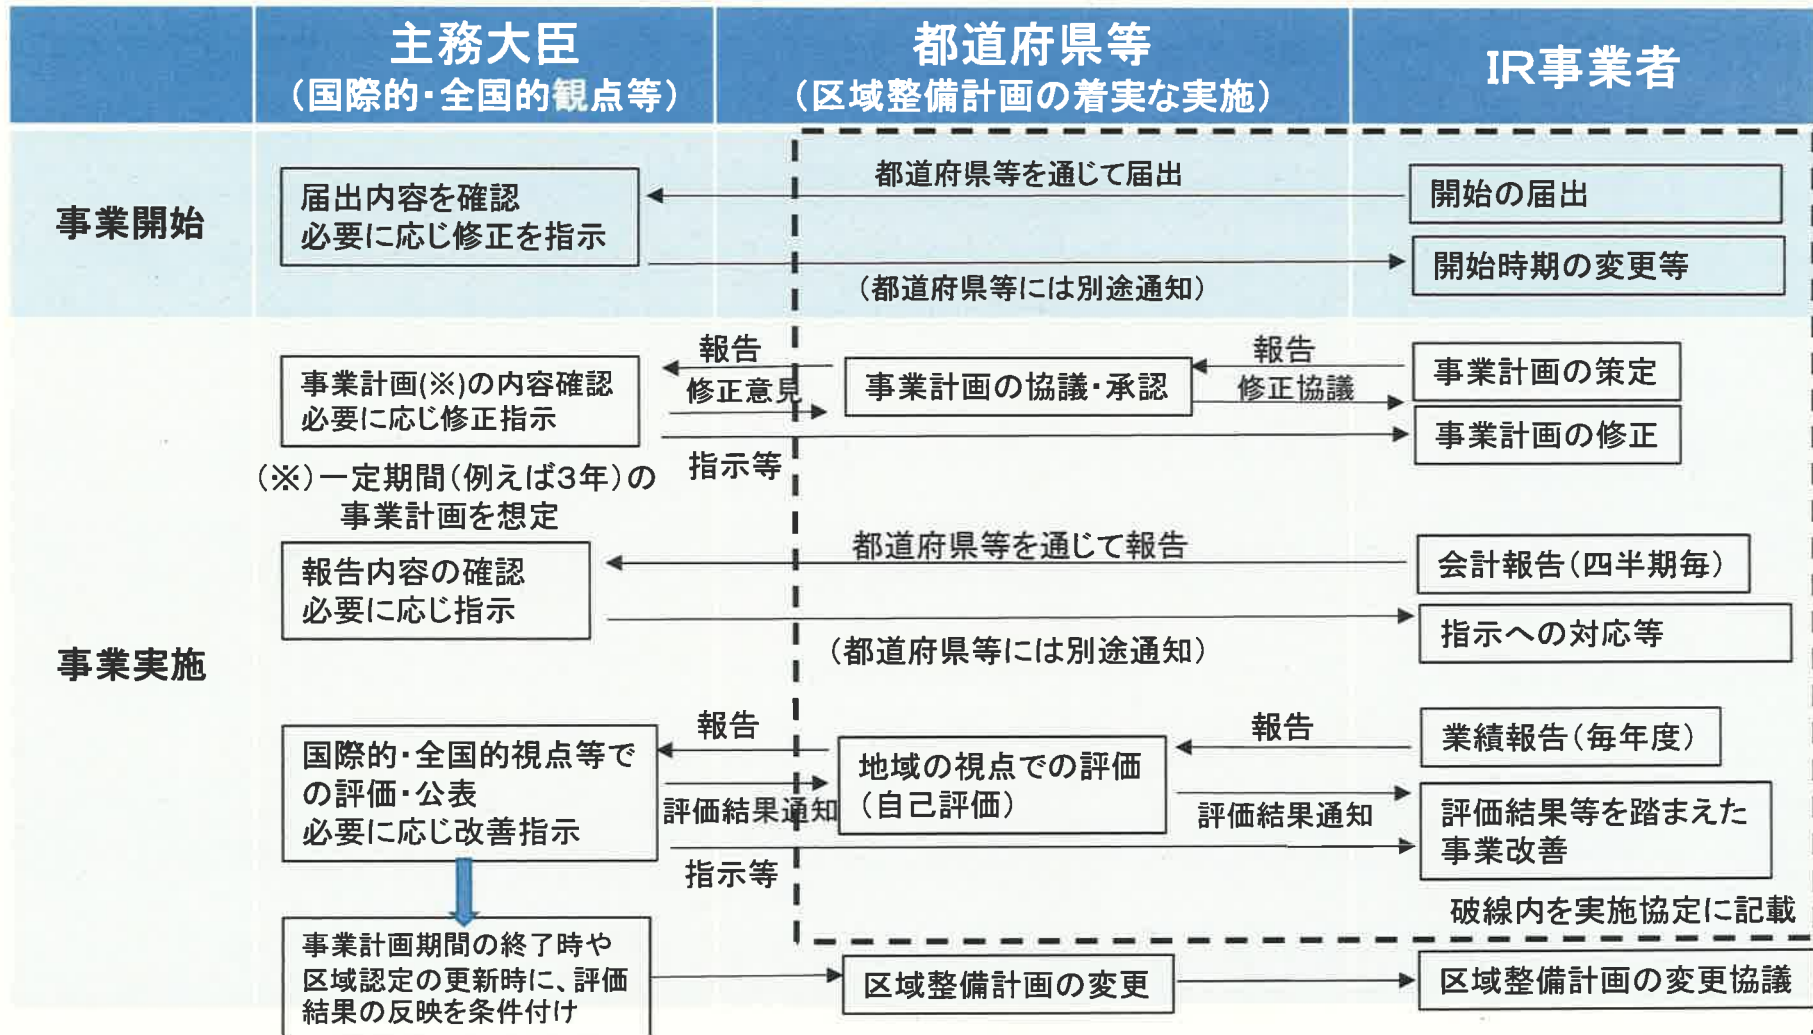 主務大臣
（国際的・全国的観点等）
都道府県等
（区域整備計画の着実な実施）
IR事業者
事業開始
届出内容を確認
必要に応じ修正を指示
都道府県等を通じて届出
開始の届出
（都道府県等には別途通知）
開始時期の変更等
事業実施
事業計画(※)の内容確認
必要に応じ修正指示
報告
修正意見
事業計画の協議・承認
報告
修正協議
事業計画の策定
事業計画の修正
指示等
（※）一定期間（例えば３年）の
事業計画を想定
報告内容の確認
必要に応じ指示
都道府県等を通じて報告
会計報告（四半期毎）
（都道府県等には別途通知）
指示への対応等
国際的・全国的視点等で
の評価・公表
必要に応じ改善指示
報告
評価結果通知
地域の視点での評価
（自己評価）
報告
評価結果通知
業績報告（毎年度）
評価結果等を踏まえた
事業改善
指示等
破線内を実施協定に記載
事業計画期間の終了時や
区域認定の更新時に、評価
結果の反映を条件付け
区域整備計画の変更
区域整備計画の変更協議